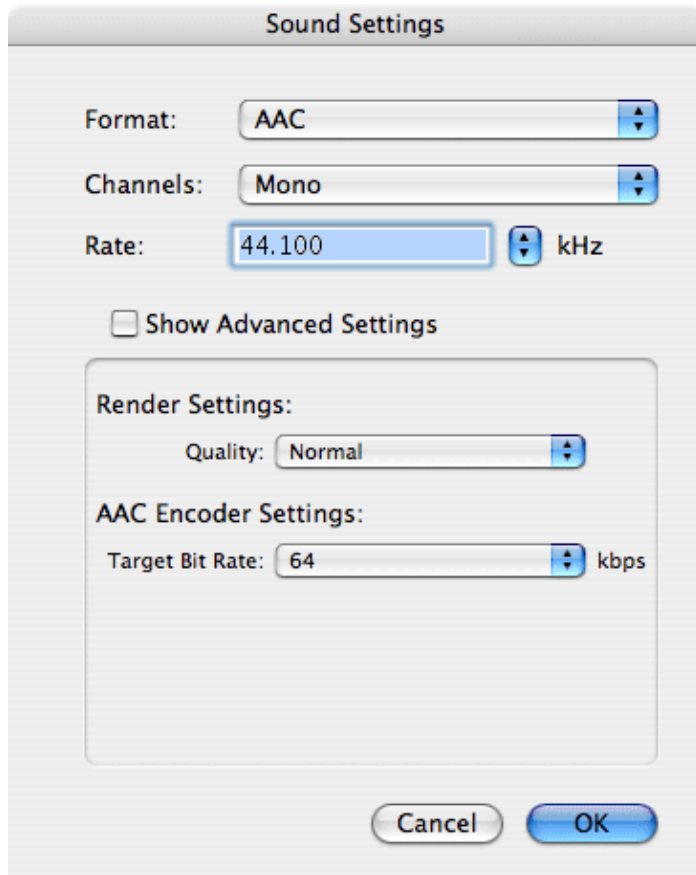 Sound Settings
Format: AAC
Channels: Mono
Rate: 44.100 kHz
Show Advanced Settings
Render Settings:
Quality: Normal
AAC Encoder Settings:
Target Bit Rate: 64 kbps
Cancel OK